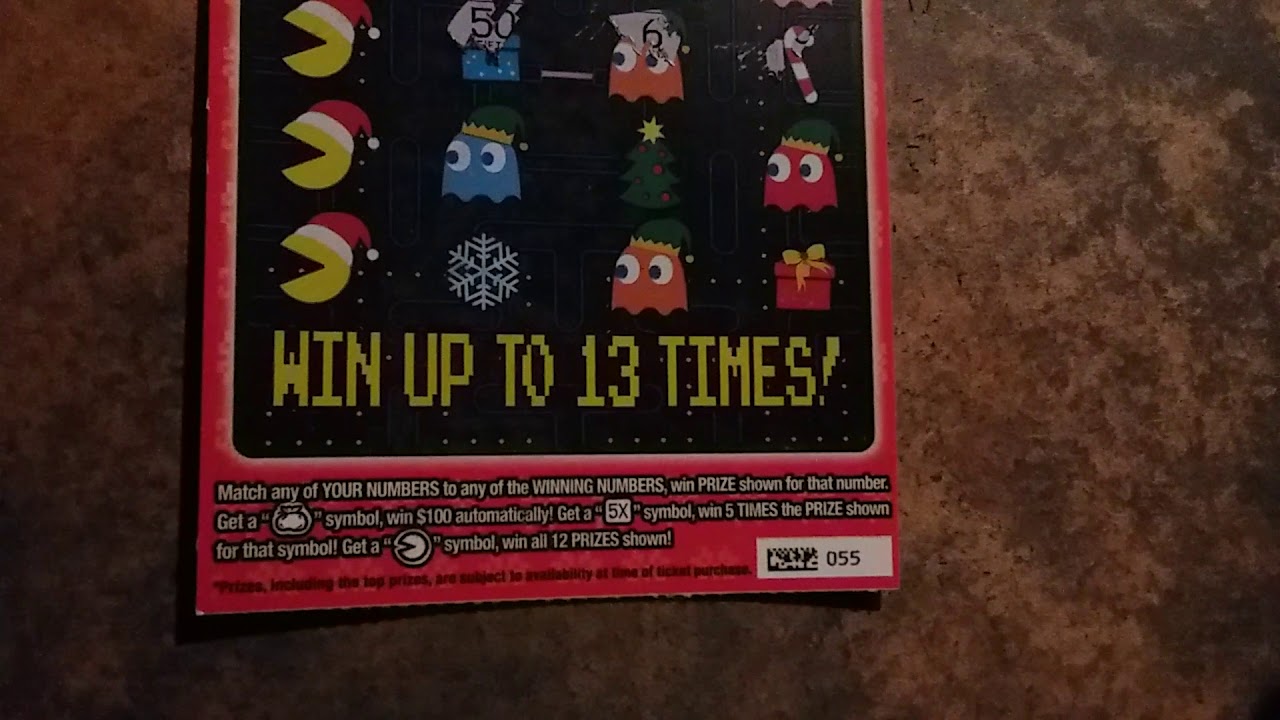 50
6
WIN UP TO 13 TIMES!
Match any of YOUR NUMBERS to any of the WINNING NUMBERS, win PRIZE shown for that number.
Get a “ ” symbol, win $100 automatically! Get a “5X” symbol, win 5 TIMES the PRIZE shown
for that symbol! Get a “ ” symbol, win all 12 PRIZES shown!
*Prizes, including the top prizes, are subject to availability at time of ticket purchase.
055